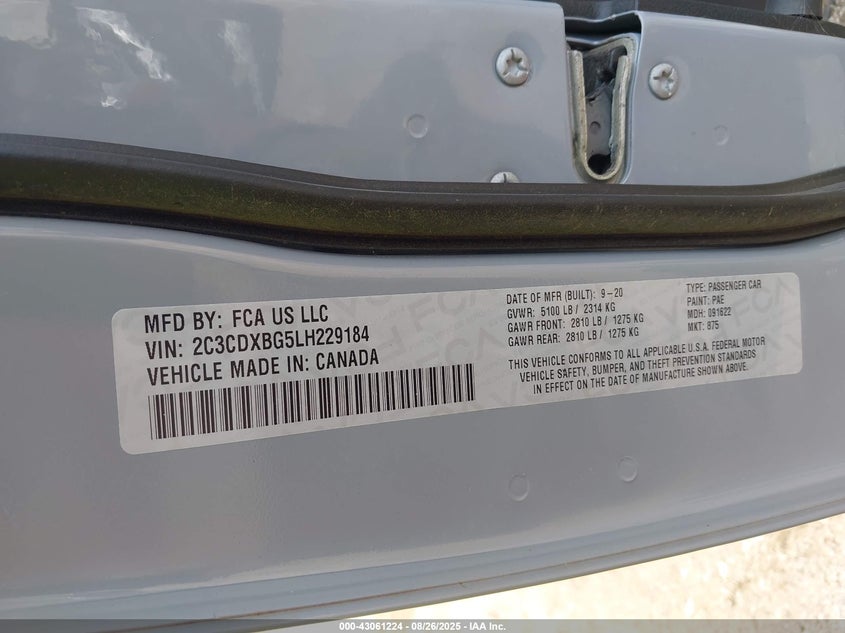 MFD BY: FCA US LLC
VIN: 2C3CDXBG5LH229184
VEHICLE MADE IN: CANADA
DATE OF MFR (BUILT): 9-20
GVWR: 5100 LB / 2314 KG
GAWR FRONT: 2810 LB / 1275 KG
GAWR REAR: 2810 LB / 1275 KG
TYPE: PASSENGER CAR
PAINT: PAE
MDH: 091622
MKT: 875
THIS VEHICLE CONFORMS TO ALL APPLICABLE U.S.A. FEDERAL MOTOR
VEHICLE SAFETY, BUMPER, AND THEFT PREVENTION STANDARDS
IN EFFECT ON THE DATE OF MANUFACTURE SHOWN ABOVE.
000-43061224 - 08/26/2025 - IAA Inc.